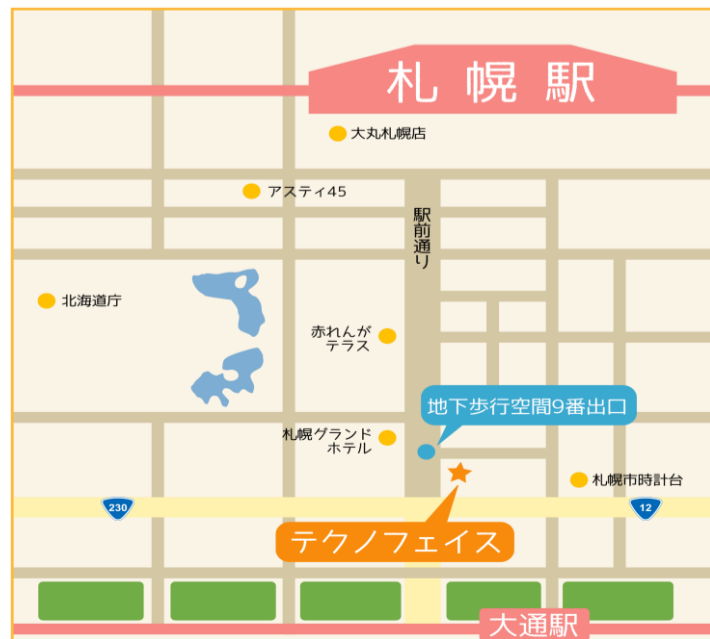 札幌駅
大丸札幌店
アスティ45
駅前通り
北海道庁
赤れんが
テラス
地下歩行空間9番出口
札幌グランド
ホテル
札幌市時計台
230
12
テクノフェイス
大通駅